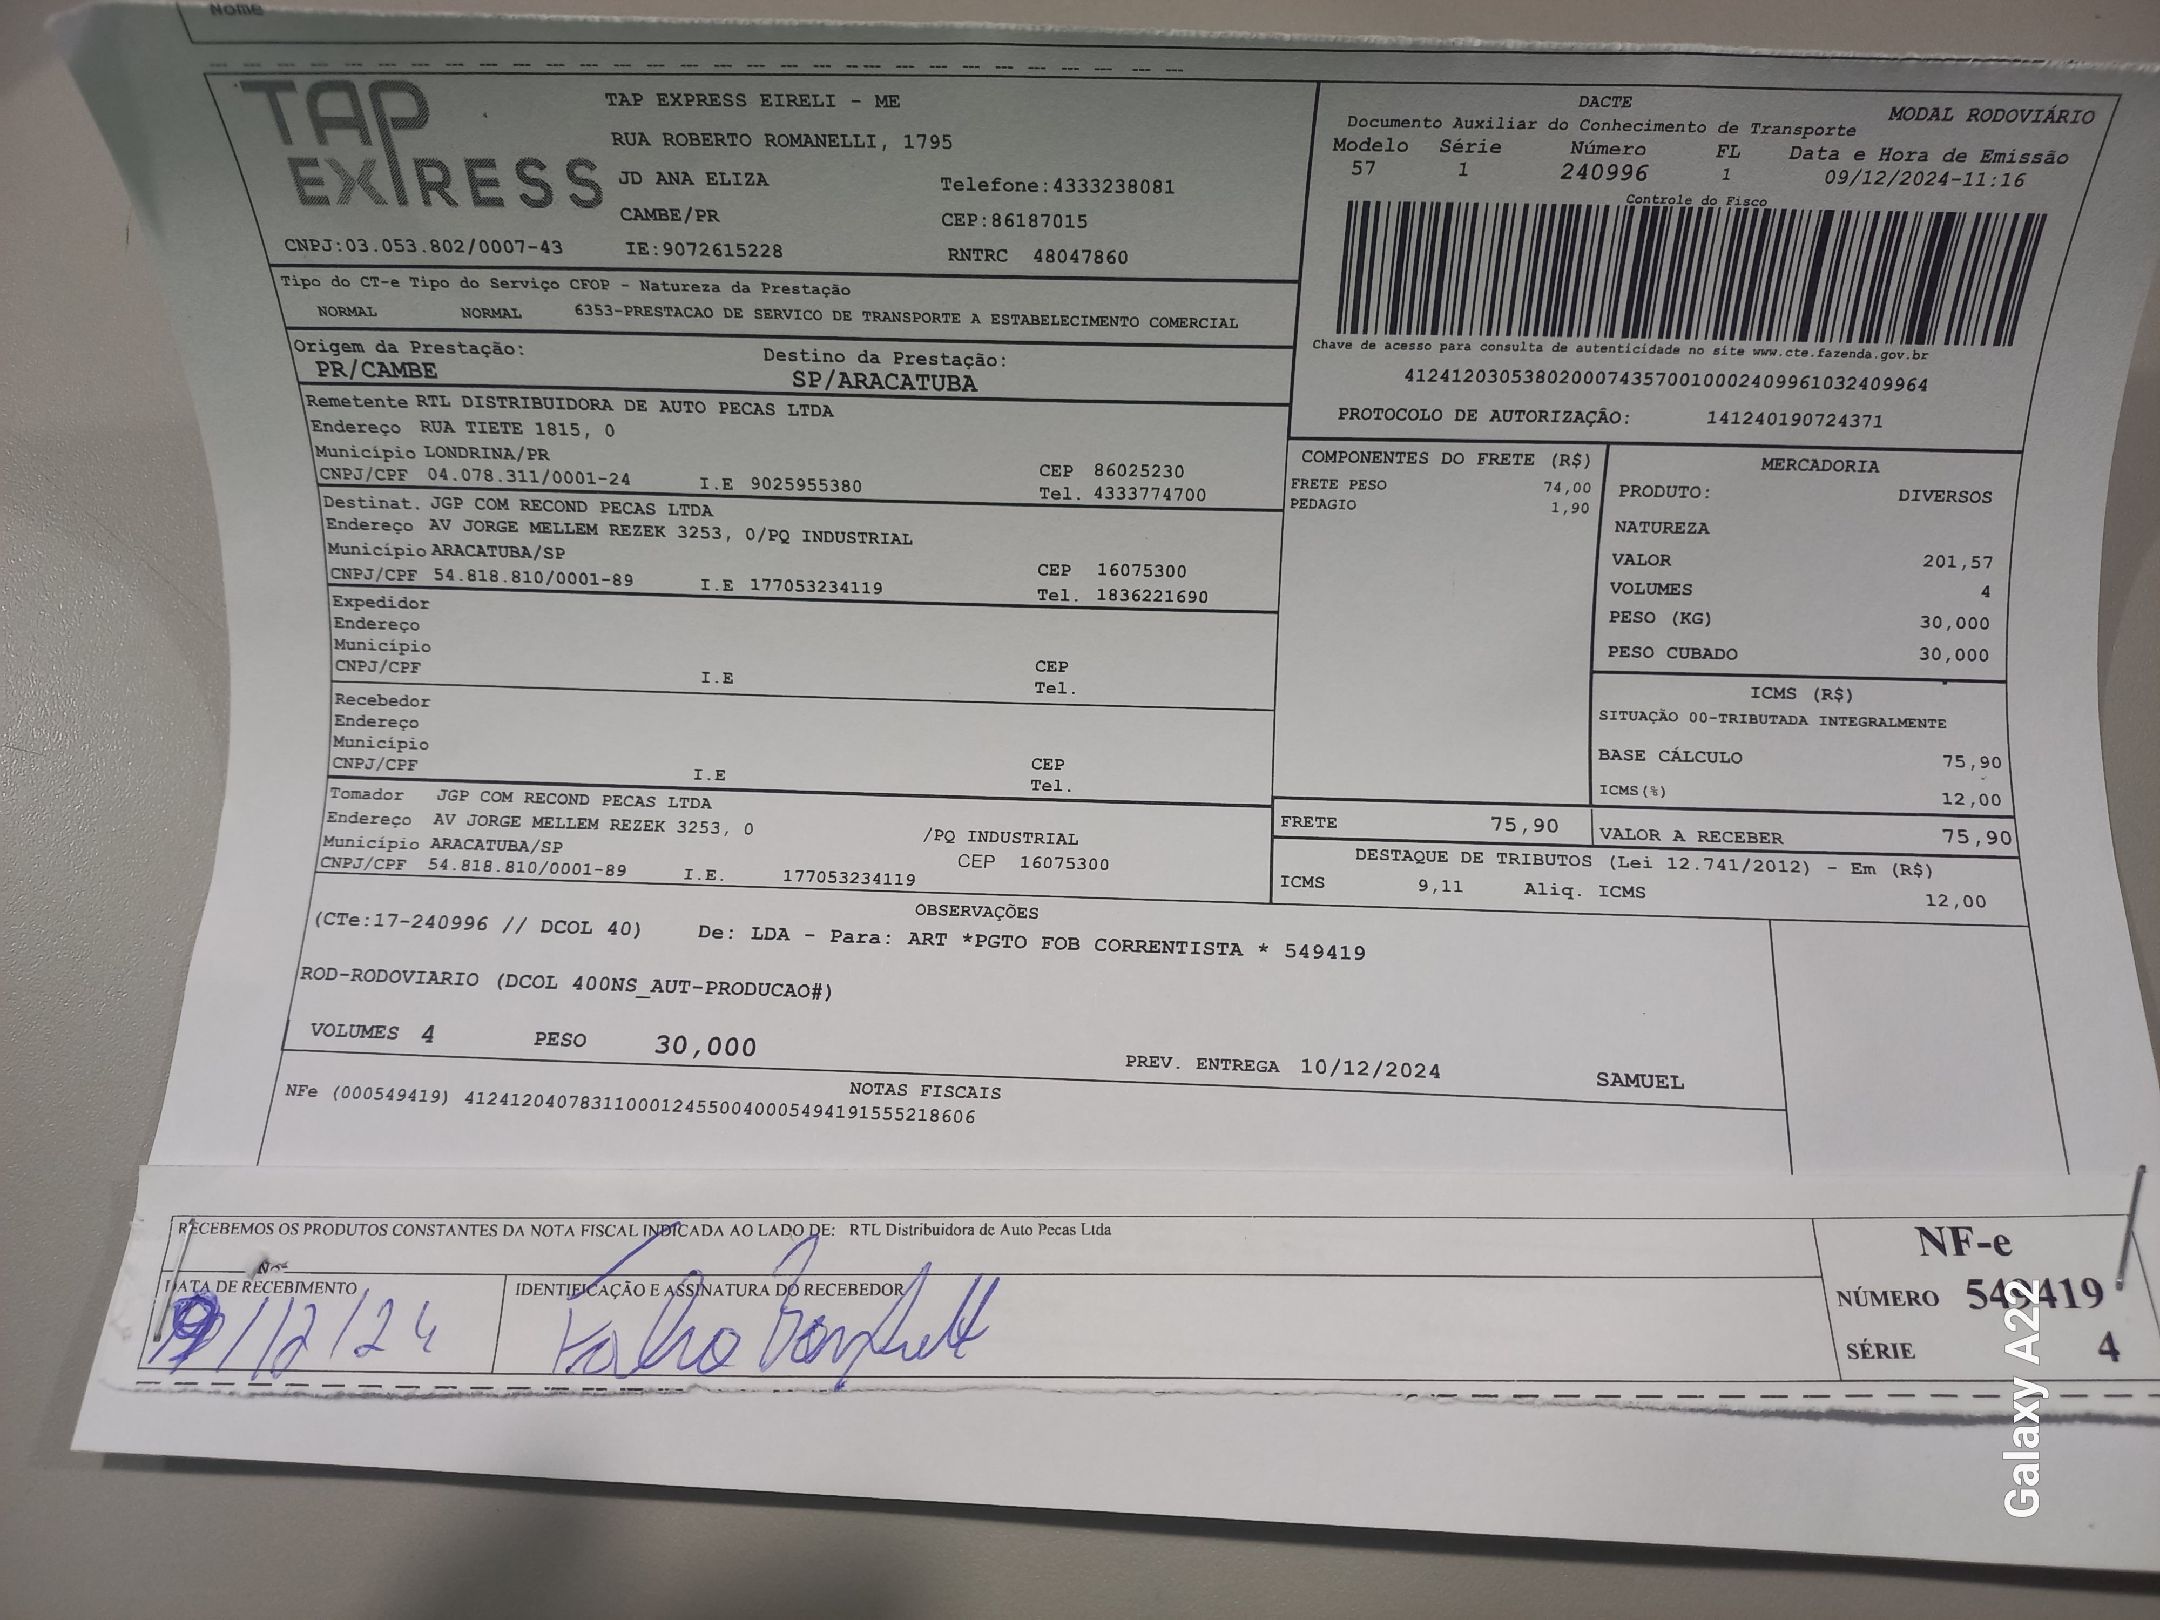 Nome
TAP EXPRESS
TAP EXPRESS EIRELI - ME
RUA ROBERTO ROMANELLI, 1795
JD ANA ELIZA Telefone:4333238081
CAMBE/PR CEP:86187015
CNPJ:03.053.802/0007-43 IE:9072615228 RNTRC 48047860
DACTE MODAL RODOVIÁRIO
Documento Auxiliar do Conhecimento de Transporte
Modelo Série Número FL Data e Hora de Emissão
57 1 240996 1 09/12/2024-11:16
Controle do Fisco
Chave de acesso para consulta de autenticidade no site www.cte.fazenda.gov.br
41241203053802000743570010002409961032409964
PROTOCOLO DE AUTORIZAÇÃO: 141240190724371
Tipo do CT-e Tipo do Serviço CFOP - Natureza da Prestação
NORMAL NORMAL 6353-PRESTACAO DE SERVICO DE TRANSPORTE A ESTABELECIMENTO COMERCIAL
Origem da Prestação: Destino da Prestação:
PR/CAMBE SP/ARACATUBA
Remetente RTL DISTRIBUIDORA DE AUTO PECAS LTDA
Endereço RUA TIETE 1815, 0
Município LONDRINA/PR CEP 86025230
CNPJ/CPF 04.078.311/0001-24 I.E 9025955380 Tel. 4333774700
Destinat. JGP COM RECOND PECAS LTDA
Endereço AV JORGE MELLEM REZEK 3253, 0/PQ INDUSTRIAL
Município ARACATUBA/SP CEP 16075300
CNPJ/CPF 54.818.810/0001-89 I.E 177053234119 Tel. 1836221690
Expedidor
Endereço
Município CEP
CNPJ/CPF I.E Tel.
Recebedor
Endereço
Município CEP
CNPJ/CPF I.E Tel.
Tomador JGP COM RECOND PECAS LTDA
Endereço AV JORGE MELLEM REZEK 3253, 0 /PQ INDUSTRIAL
Município ARACATUBA/SP CEP 16075300
CNPJ/CPF 54.818.810/0001-89 I.E. 177053234119
COMPONENTES DO FRETE (R$)
FRETE PESO 74,00
PEDAGIO 1,90
MERCADORIA
PRODUTO: DIVERSOS
NATUREZA
VALOR 201,57
VOLUMES 4
PESO (KG) 30,000
PESO CUBADO 30,000
ICMS (R$)
SITUAÇÃO 00-TRIBUTADA INTEGRALMENTE
BASE CÁLCULO 75,90
ICMS(%) 12,00
FRETE 75,90 VALOR A RECEBER 75,90
DESTAQUE DE TRIBUTOS (Lei 12.741/2012) - Em (R$)
ICMS 9,11 Aliq. ICMS 12,00
OBSERVAÇÕES
(CTe:17-240996 // DCOL 40) De: LDA - Para: ART *PGTO FOB CORRENTISTA * 549419
ROD-RODOVIARIO (DCOL 400NS_AUT-PRODUCAO#)
VOLUMES 4 PESO 30,000 PREV. ENTREGA 10/12/2024 SAMUEL
NOTAS FISCAIS
NFe (000549419) 41241204078311000124550040005494191555218606
RECEBEMOS OS PRODUTOS CONSTANTES DA NOTA FISCAL INDICADA AO LADO DE: RTL Distribuidora de Auto Pecas Ltda
DATA DE RECEBIMENTO IDENTIFICAÇÃO E ASSINATURA DO RECEBEDOR
/12/24
NF-e
NÚMERO 549419
SÉRIE 4
Galaxy A22